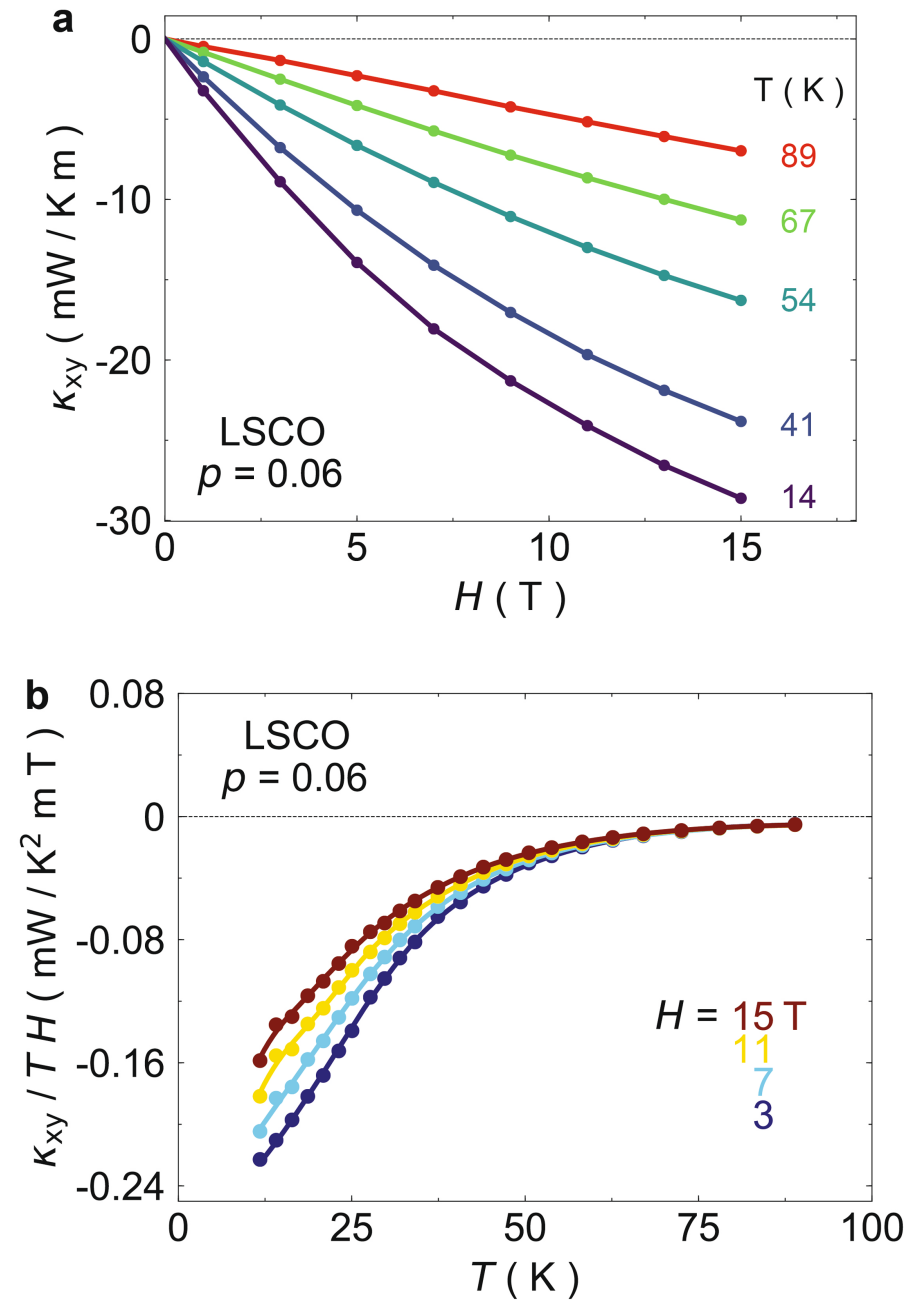 a
κxy ( mW / K m )
0
-10
-20
-30
T ( K )
89
67
54
41
14
LSCO
p = 0.06
0 5 10 15
H ( T )
b
κxy / T H ( mW / K² m T )
0.08
0
-0.08
-0.16
-0.24
LSCO
p = 0.06
H = 15 T
11
7
3
0 25 50 75 100
T ( K )